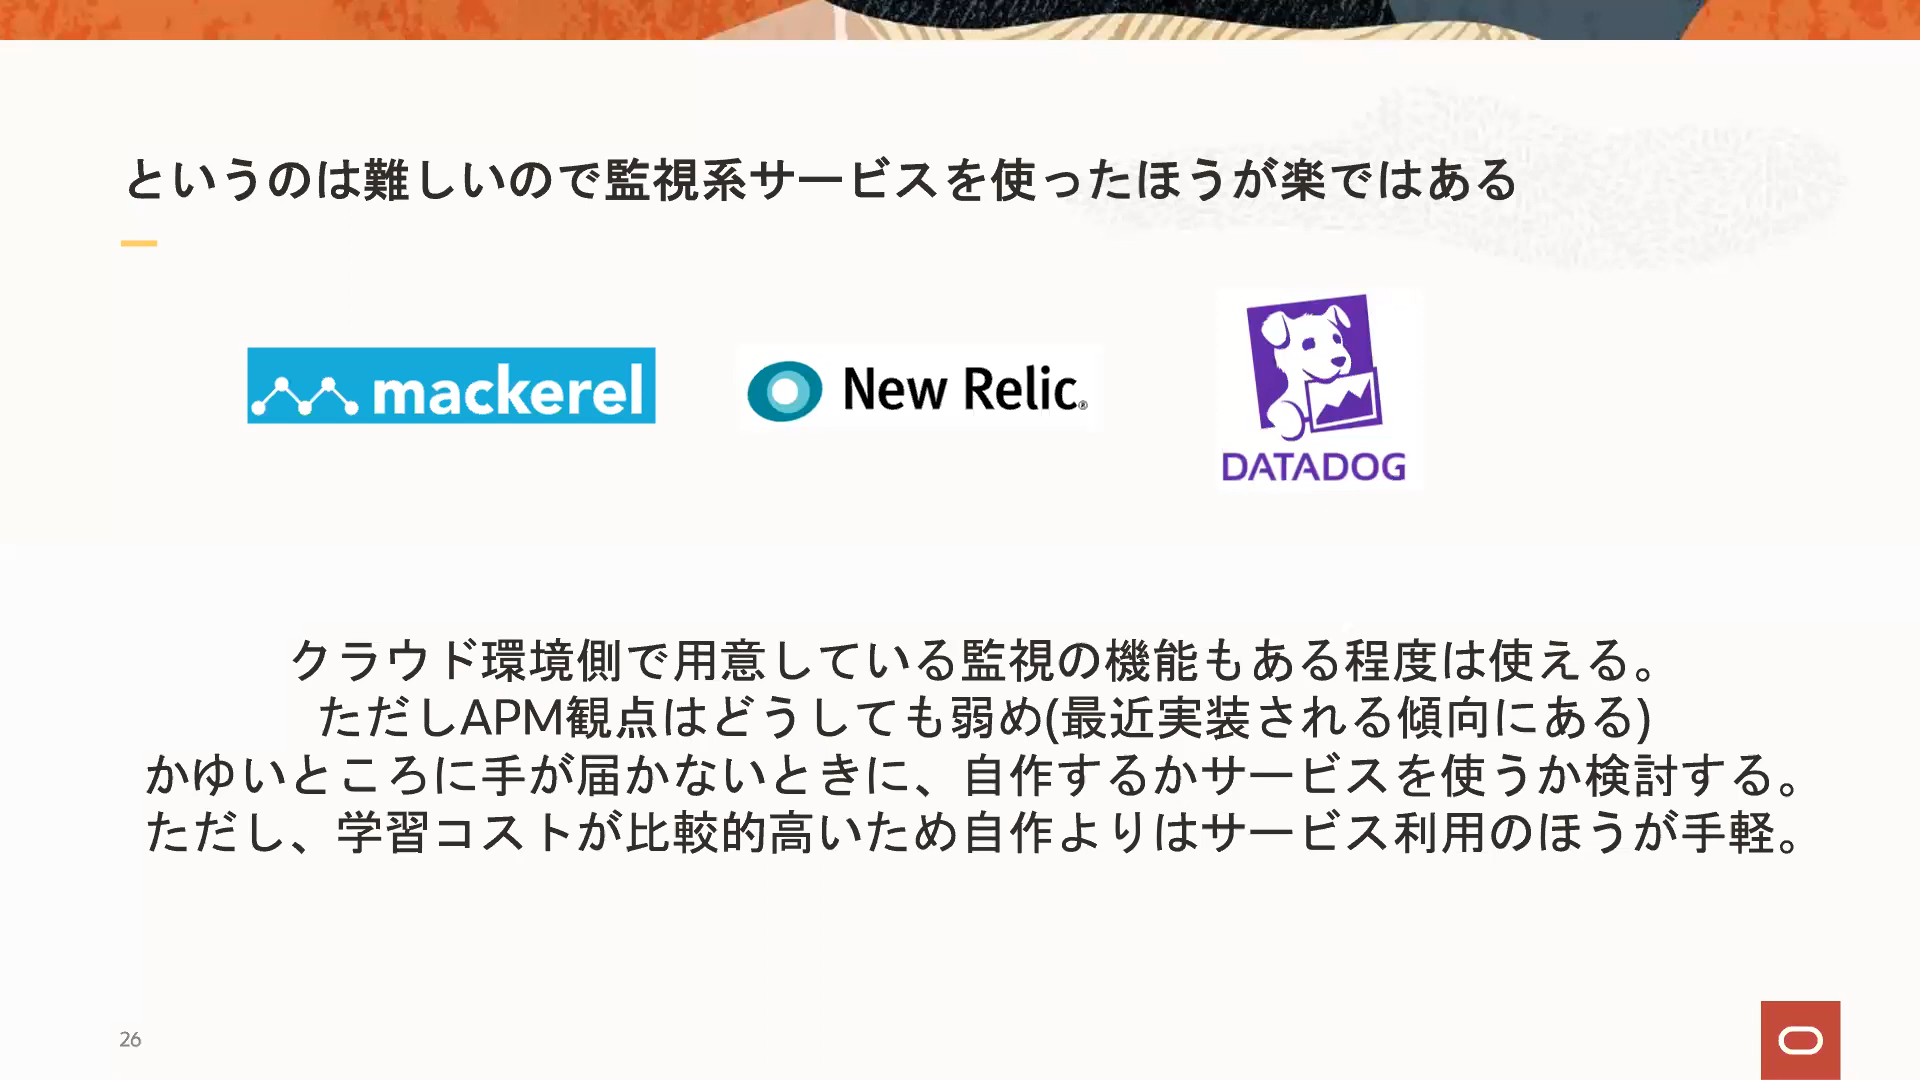 というのは難しいので監視系サービスを使ったほうが楽ではある
mackerel
New Relic®
DATADOG
クラウド環境側で用意している監視の機能もある程度は使える。
ただしAPM観点はどうしても弱め(最近実装される傾向にある)
かゆいところに手が届かないときに、自作するかサービスを使うか検討する。
ただし、学習コストが比較的高いため自作よりはサービス利用のほうが手軽。
26